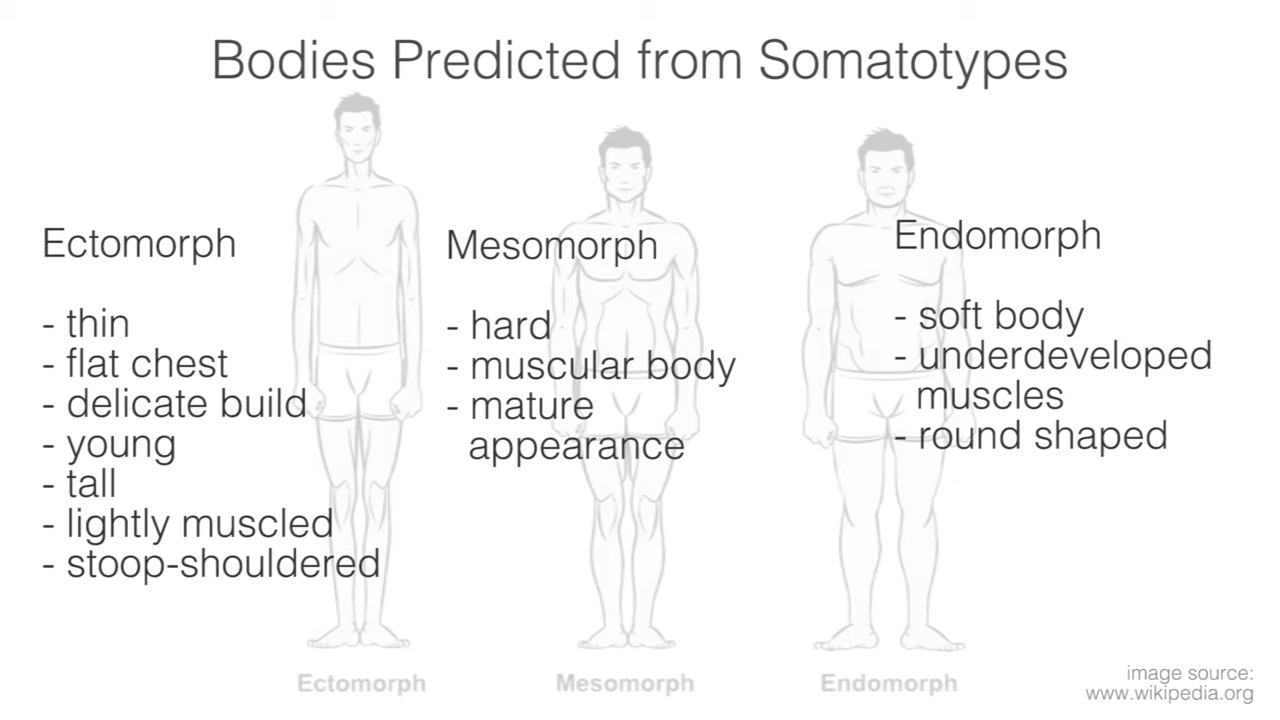 Bodies Predicted from Somatotypes
Ectomorph
- thin
- flat chest
- delicate build
- young
- tall
- lightly muscled
- stoop-shouldered
Mesomorph
- hard
- muscular body
- mature
appearance
Endomorph
- soft body
- underdeveloped
muscles
- round shaped
Ectomorph
Mesomorph
Endomorph
image source:
www.wikipedia.org